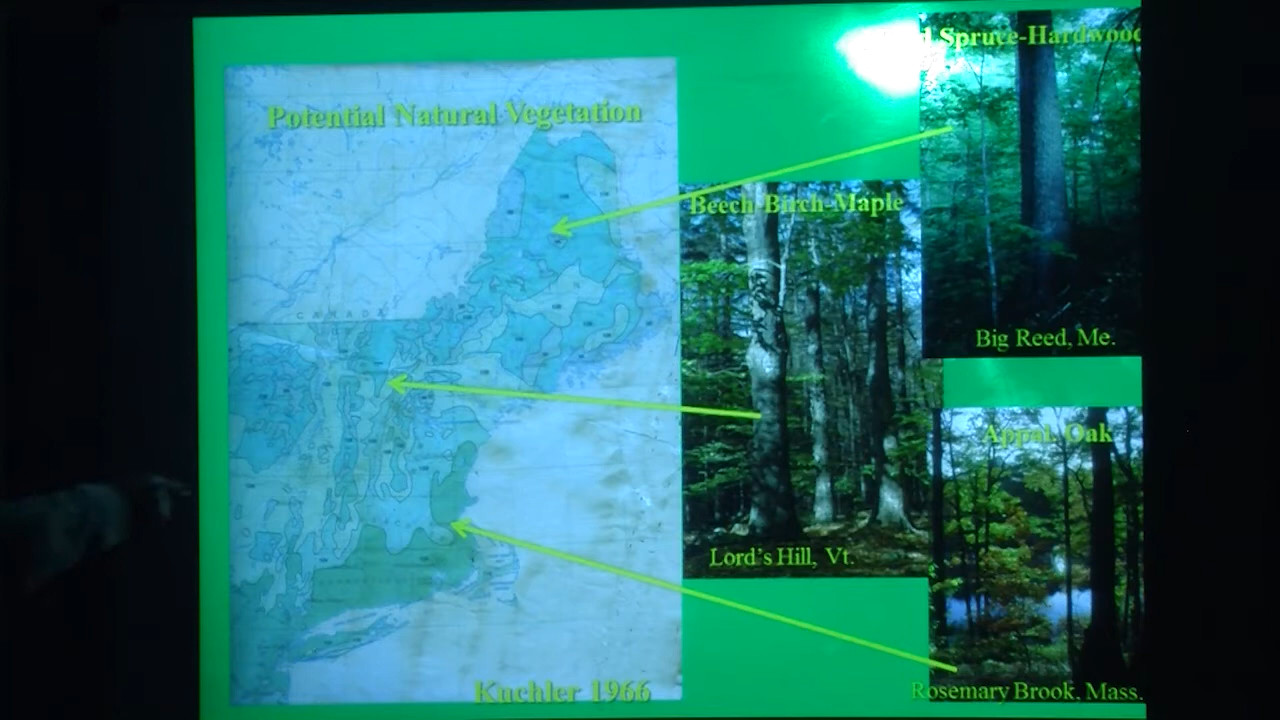 Potential Natural Vegetation
CANADA
Kuchler 1966
Spruce-Hardwood
Big Reed, Me.
Beech-Birch-Maple
Lord's Hill, Vt.
Appal. Oak
Rosemary Brook, Mass.